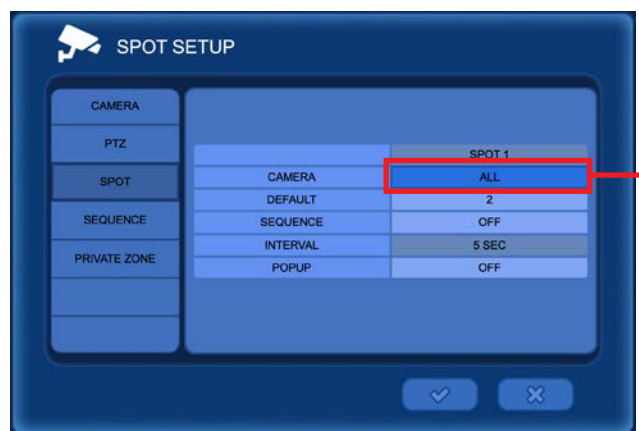 SPOT SETUP
CAMERA
PTZ
SPOT
SEQUENCE
PRIVATE ZONE
SPOT 1
CAMERA ALL
DEFAULT 2
SEQUENCE OFF
INTERVAL 5 SEC
POPUP OFF